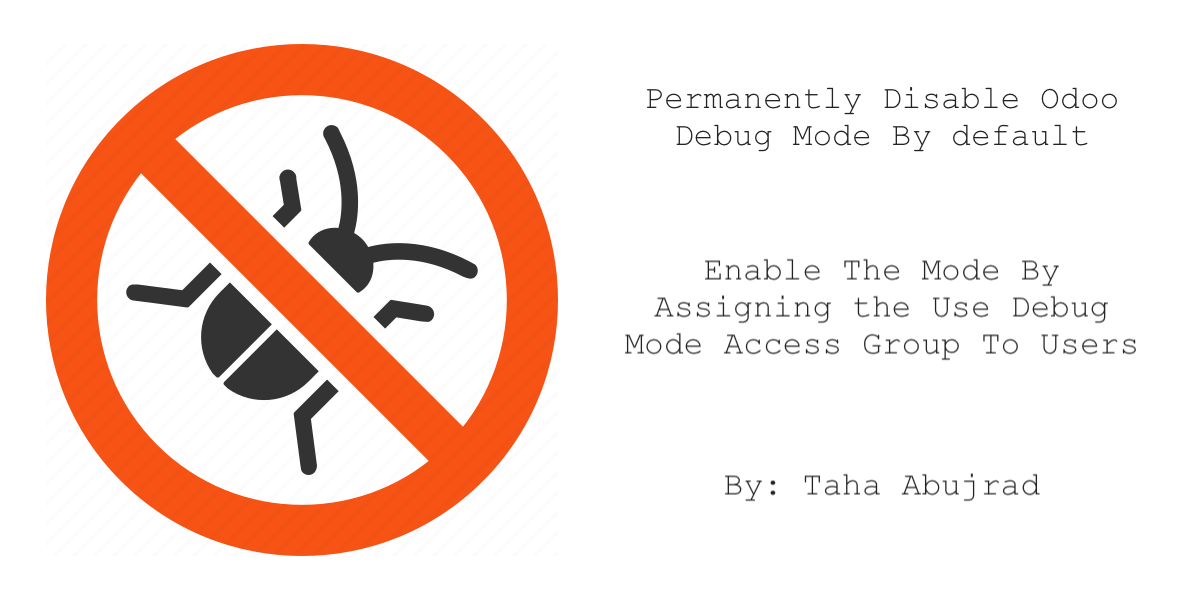 Permanently Disable Odoo
Debug Mode By default
Enable The Mode By
Assigning the Use Debug
Mode Access Group To Users
By: Taha Abujrad